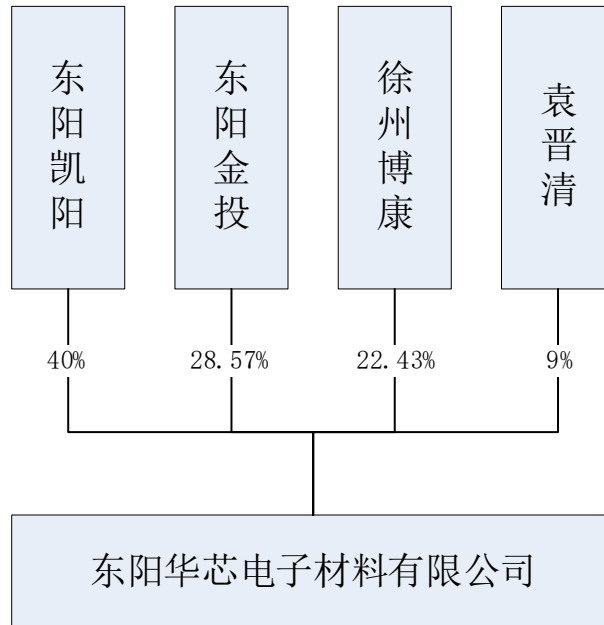 东阳凯阳
东阳金投
徐州博康
袁晋清
40%
28.57%
22.43%
9%
东阳华芯电子材料有限公司